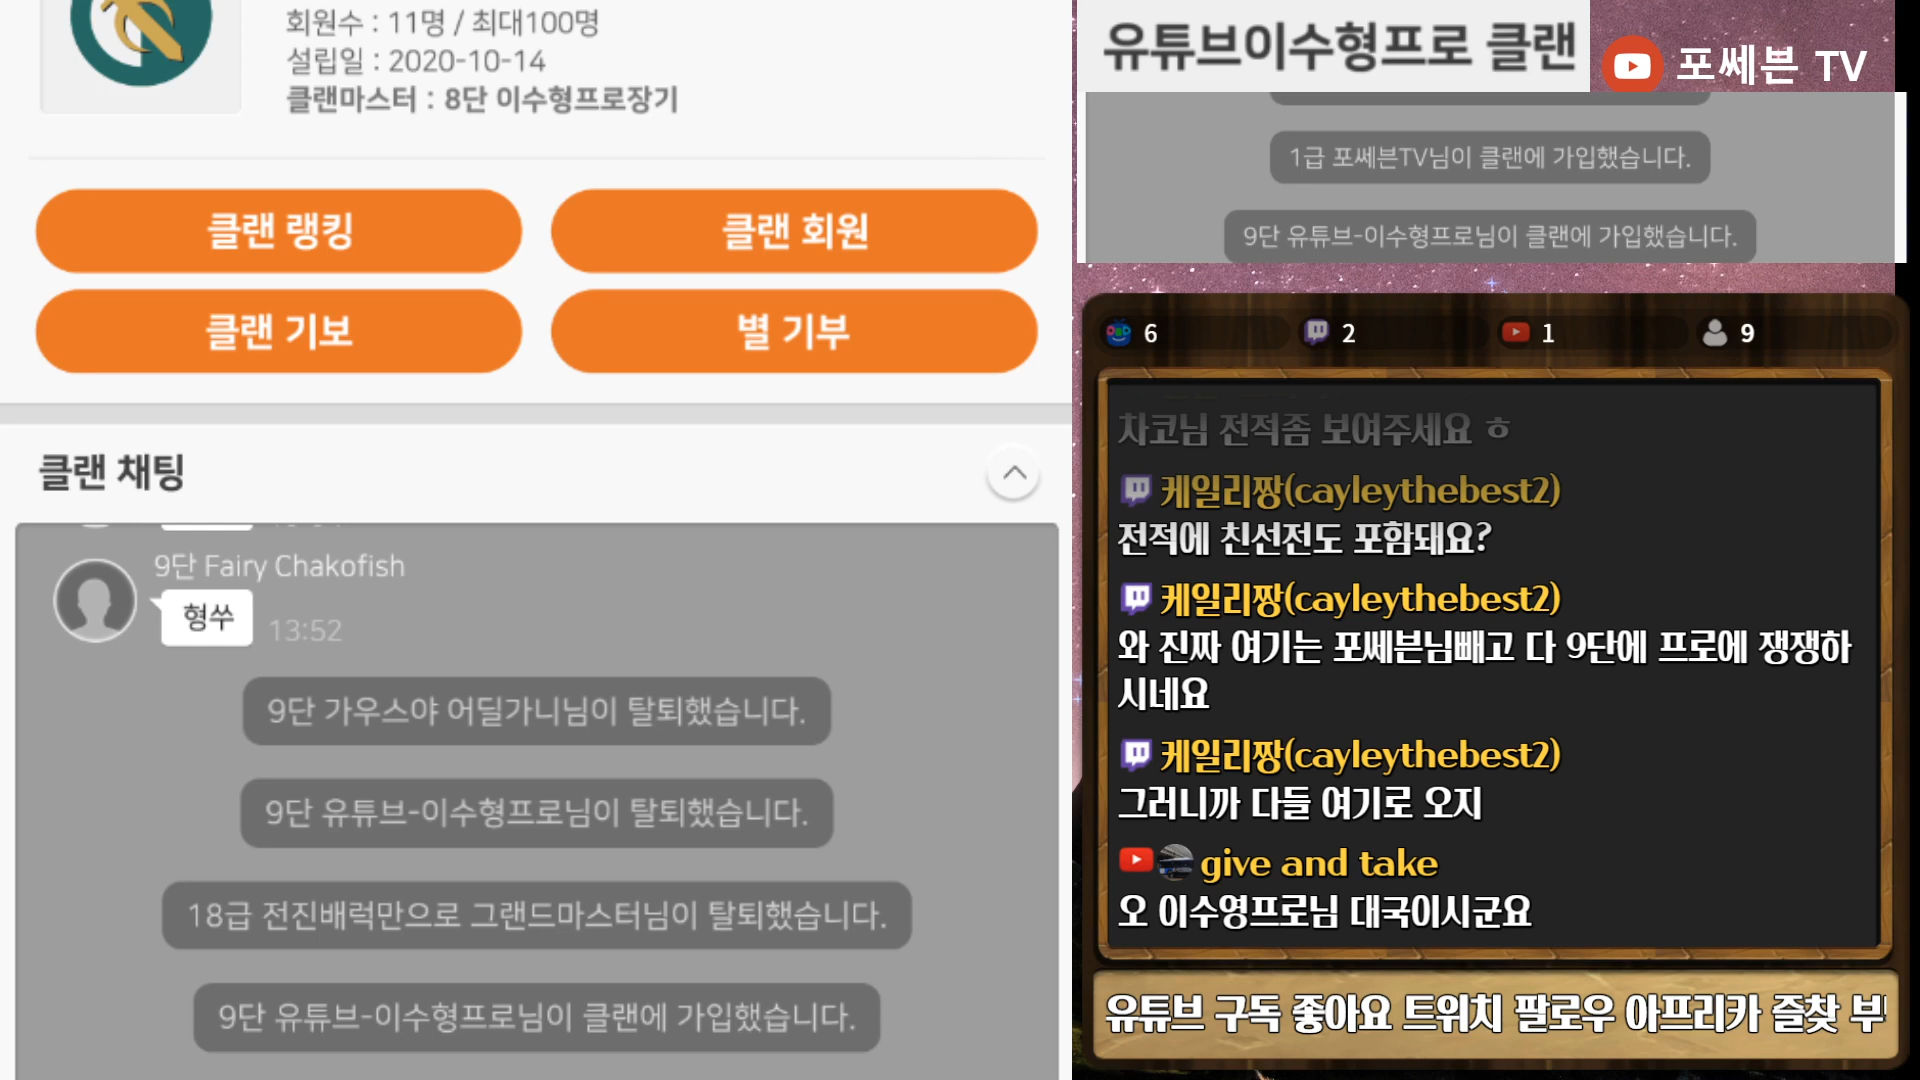 회원수 : 11명 / 최대100명
설립일 : 2020-10-14
클랜마스터 : 8단 이수형프로장기
클랜 랭킹
클랜 회원
클랜 기보
별 기부
클랜 채팅
9단 Fairy Chakofish
형쑤
13:52
9단 가우스야 어딜가니님이 탈퇴했습니다.
9단 유튜브-이수형프로님이 탈퇴했습니다.
18급 전진배럭만으로 그랜드마스터님이 탈퇴했습니다.
9단 유튜브-이수형프로님이 클랜에 가입했습니다.
유튜브이수형프로 클랜
포쎄븐 TV
1급 포쎄븐TV님이 클랜에 가입했습니다.
9단 유튜브-이수형프로님이 클랜에 가입했습니다.
6
2
1
9
차코님 전적좀 보여주세요 ㅎ
케일리짱(cayleythebest2)
전적에 친선전도 포함돼요?
케일리짱(cayleythebest2)
와 진짜 여기는 포쎄븐님빼고 다 9단에 프로에 쟁쟁하
시네요
케일리짱(cayleythebest2)
그러니까 다들 여기로 오지
give and take
오 이수영프로님 대국이시군요
유튜브 구독 좋아요 트위치 팔로우 아프리카 즐찾 부